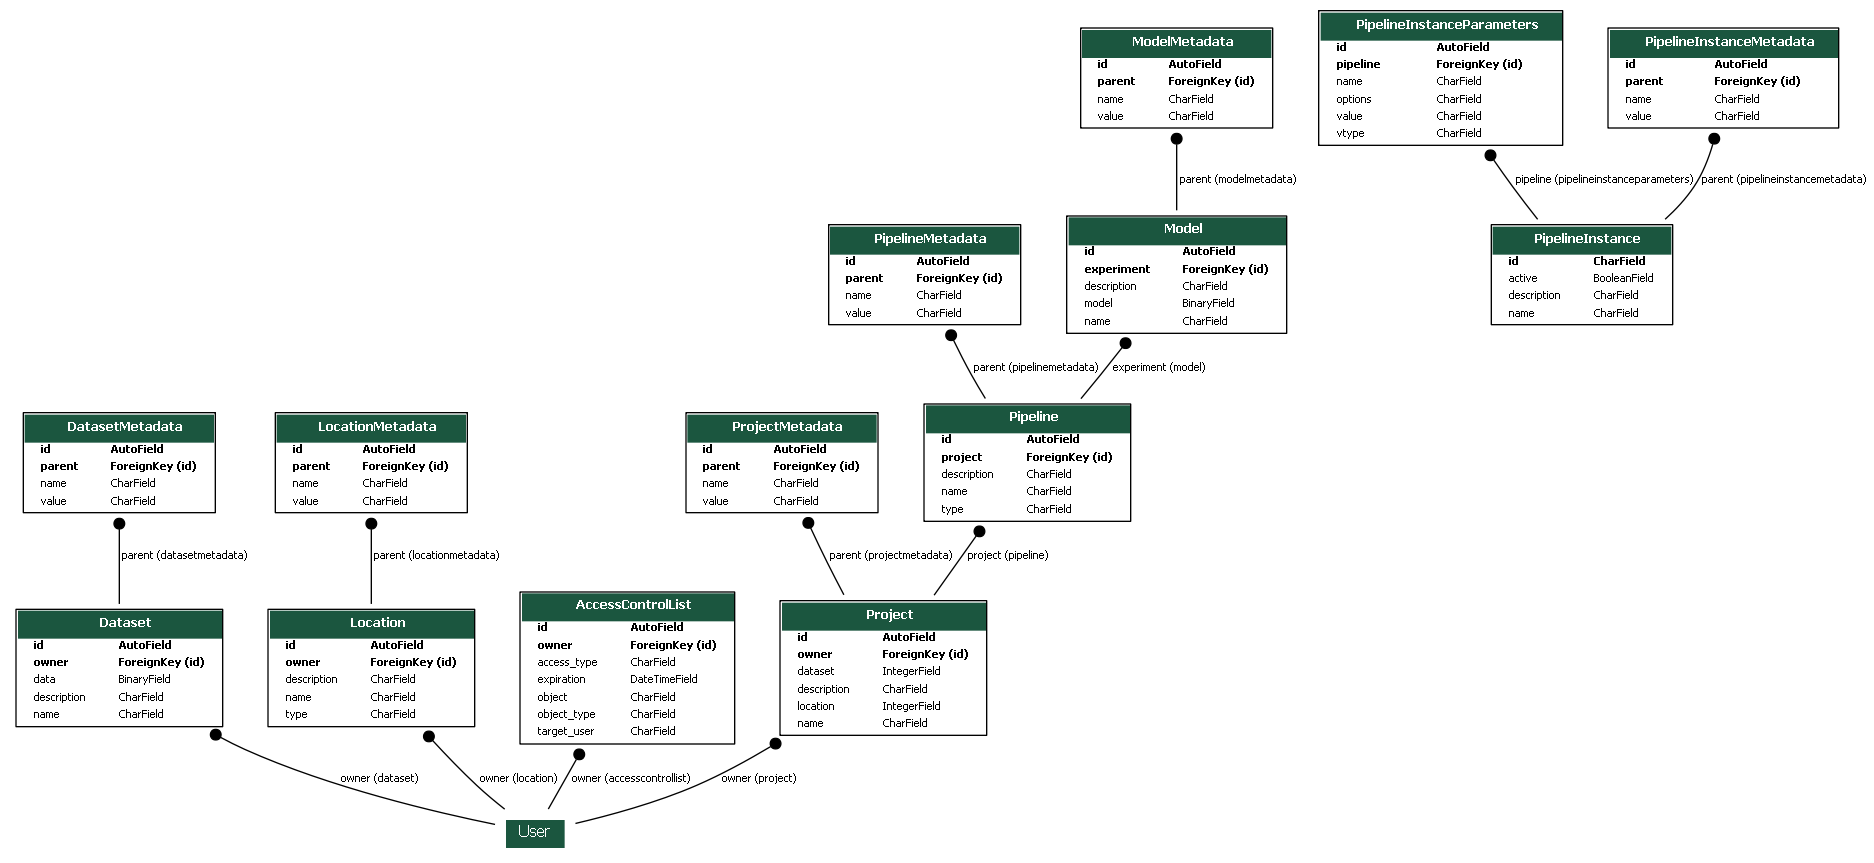 PipelineInstanceParameters
id AutoField
pipeline ForeignKey (id)
name CharField
options CharField
value CharField
vtype CharField
ModelMetadata
id AutoField
parent ForeignKey (id)
name CharField
value CharField
PipelineInstanceMetadata
id AutoField
parent ForeignKey (id)
name CharField
value CharField
parent (modelmetadata)
pipeline (pipelineinstanceparameters)
parent (pipelineinstancemetadata)
PipelineMetadata
id AutoField
parent ForeignKey (id)
name CharField
value CharField
Model
id AutoField
experiment ForeignKey (id)
description CharField
model BinaryField
name CharField
PipelineInstance
id CharField
active BooleanField
description CharField
name CharField
parent (pipelinemetadata)
experiment (model)
DatasetMetadata
id AutoField
parent ForeignKey (id)
name CharField
value CharField
LocationMetadata
id AutoField
parent ForeignKey (id)
name CharField
value CharField
ProjectMetadata
id AutoField
parent ForeignKey (id)
name CharField
value CharField
Pipeline
id AutoField
project ForeignKey (id)
description CharField
name CharField
type CharField
parent (datasetmetadata)
parent (locationmetadata)
parent (projectmetadata)
project (pipeline)
Dataset
id AutoField
owner ForeignKey (id)
data BinaryField
description CharField
name CharField
Location
id AutoField
owner ForeignKey (id)
description CharField
name CharField
type CharField
AccessControlList
id AutoField
owner ForeignKey (id)
access_type CharField
expiration DateTimeField
object CharField
object_type CharField
target_user CharField
Project
id AutoField
owner ForeignKey (id)
dataset IntegerField
description CharField
location IntegerField
name CharField
owner (dataset)
owner (location)
owner (accesscontrollist)
owner (project)
User